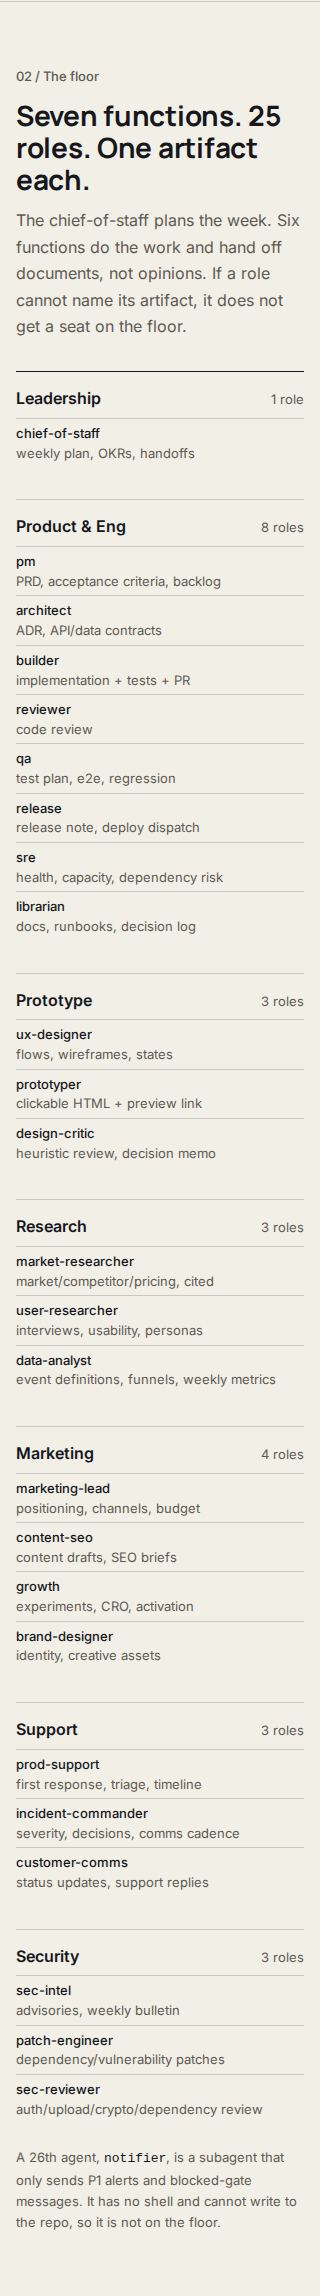 02 / The floor
Seven functions. 25
roles. One artifact
each.
The chief-of-staff plans the week. Six
functions do the work and hand off
documents, not opinions. If a role
cannot name its artifact, it does not
get a seat on the floor.
Leadership 1 role
chief-of-staff
weekly plan, OKRs, handoffs
Product & Eng 8 roles
pm
PRD, acceptance criteria, backlog
architect
ADR, API/data contracts
builder
implementation + tests + PR
reviewer
code review
qa
test plan, e2e, regression
release
release note, deploy dispatch
sre
health, capacity, dependency risk
librarian
docs, runbooks, decision log
Prototype 3 roles
ux-designer
flows, wireframes, states
prototyper
clickable HTML + preview link
design-critic
heuristic review, decision memo
Research 3 roles
market-researcher
market/competitor/pricing, cited
user-researcher
interviews, usability, personas
data-analyst
event definitions, funnels, weekly metrics
Marketing 4 roles
marketing-lead
positioning, channels, budget
content-seo
content drafts, SEO briefs
growth
experiments, CRO, activation
brand-designer
identity, creative assets
Support 3 roles
prod-support
first response, triage, timeline
incident-commander
severity, decisions, comms cadence
customer-comms
status updates, support replies
Security 3 roles
sec-intel
advisories, weekly bulletin
patch-engineer
dependency/vulnerability patches
sec-reviewer
auth/upload/crypto/dependency review
A 26th agent, notifier, is a subagent that
only sends P1 alerts and blocked-gate
messages. It has no shell and cannot write to
the repo, so it is not on the floor.